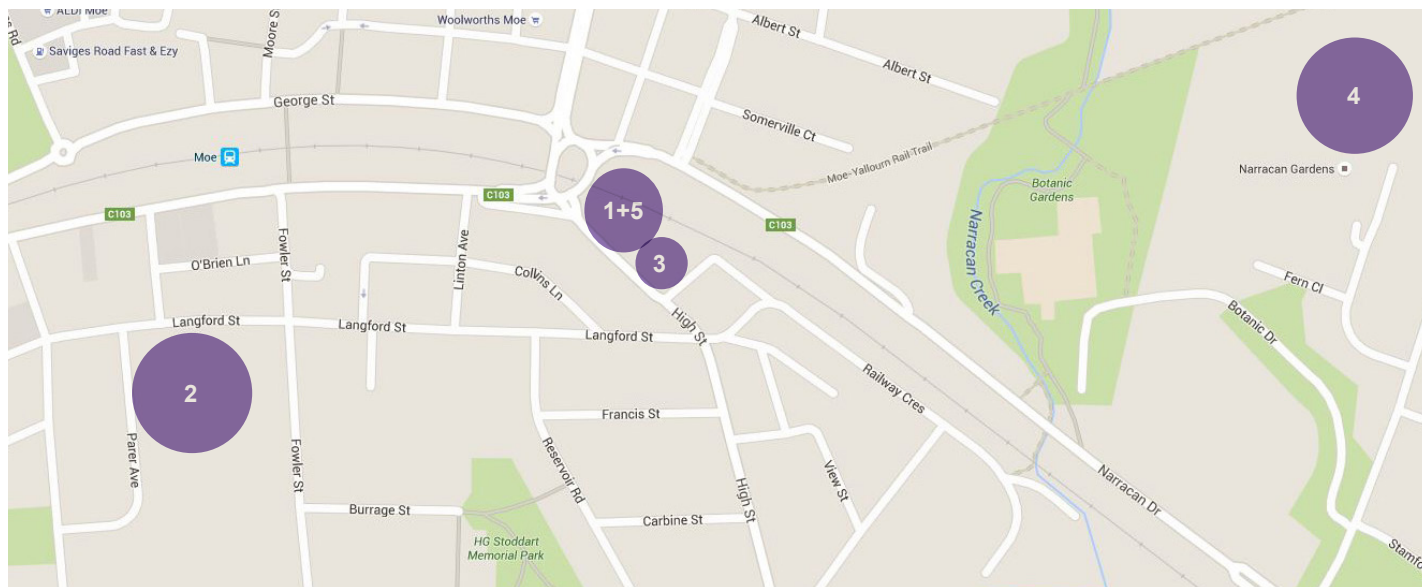 ALDI Moe
Woolworths Moe
Albert St
Saviges Road Fast & Ezy
Moore S
Albert St
4
George St
Somerville Ct
Moe
Moe-Yallourn Rail Trail
Narracan Gardens
Botanic
Gardens
C103
C103
1+5
C103
Narracan Creek
Fowler St
Linton Ave
O'Brien Ln
3
Collins Ln
Fern Cl
Langford St
Langford St
High St
Langford St
Botanic Dr
2
Railway Cres
Francis St
Parer Ave
Fowler St
Reservoir Rd
High St
View St
Narracan Dr
Burrage St
Carbine St
HG Stoddart
Memorial Park
Stamfo